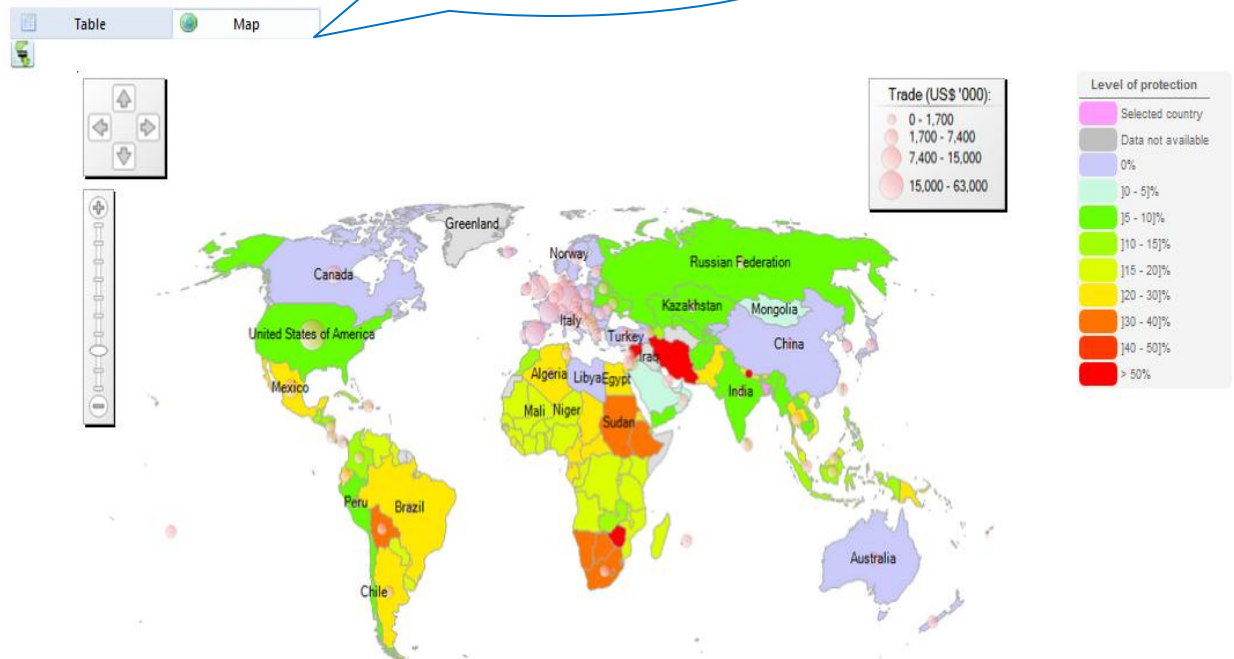 Table
Map
Trade (US$ '000):
0 - 1,700
1,700 - 7,400
7,400 - 15,000
15,000 - 63,000
Level of protection
Selected country
Data not available
0%
]0 - 5]%
]5 - 10]%
]10 - 15]%
]15 - 20]%
]20 - 30]%
]30 - 40]%
]40 - 50]%
> 50%
Greenland
Norway
Canada
Russian Federation
Kazakhstan
Mongolia
Italy
United States of America
Turkey
China
Iraq
Algeria
Libya
Egypt
Mexico
India
Mali
Niger
Sudan
Peru
Brazil
Australia
Chile